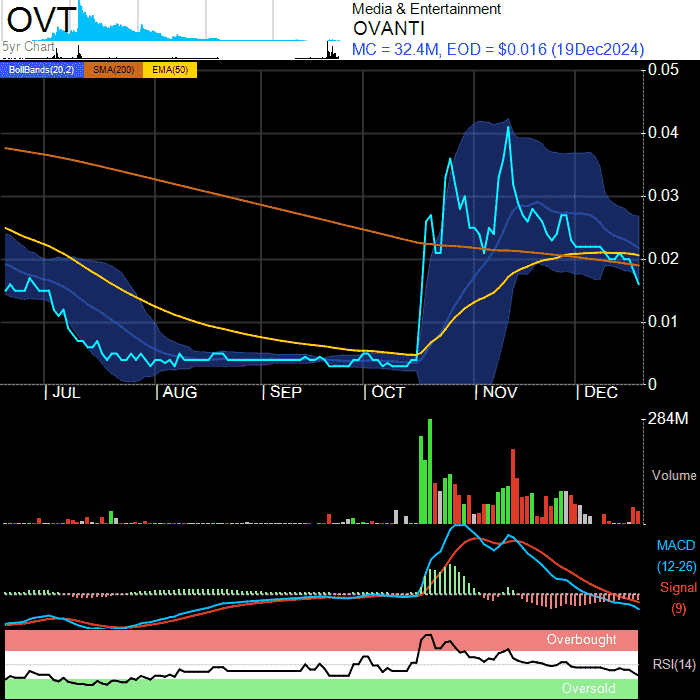 OVT
5yr Chart
Media & Entertainment
OVANTI
MC = 32.4M, EOD = $0.016 (19Dec2024)
BollBands(20,2) SMA(200) EMA(50)
0.05
0.04
0.03
0.02
0.01
0
| JUL | AUG | SEP | OCT | NOV | DEC
284M
Volume
MACD
(12-26)
Signal
(9)
Overbought
RSI(14)
Oversold